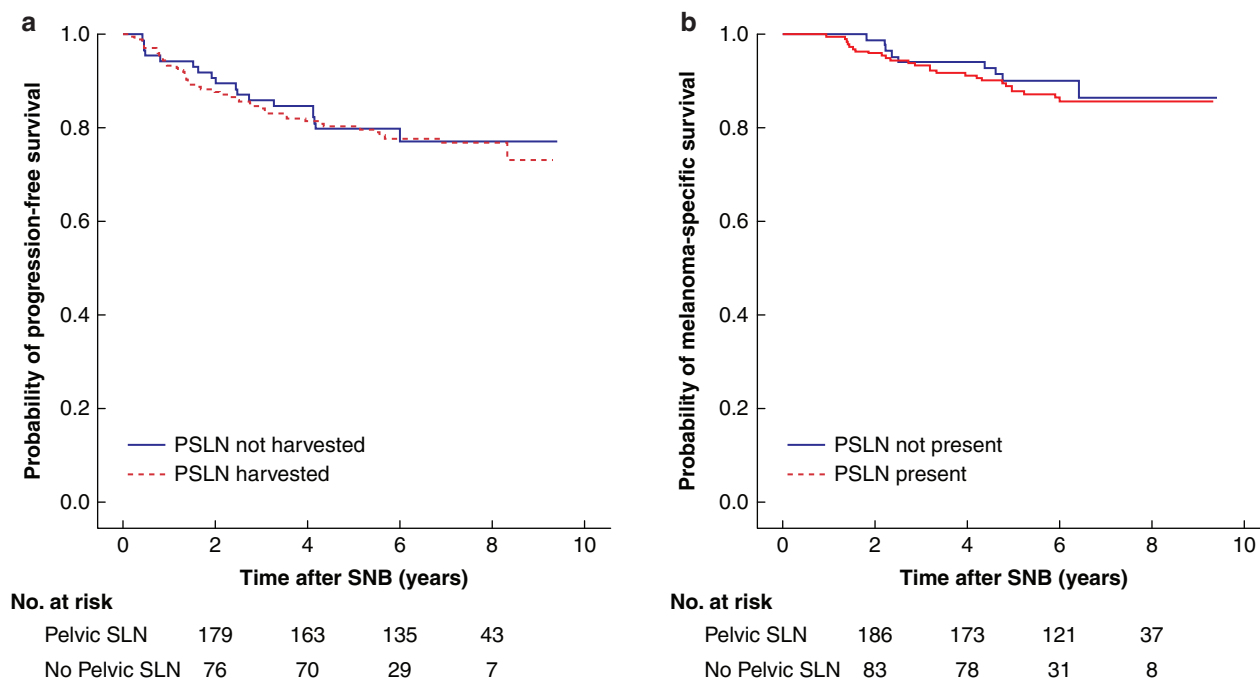 a
Probability of progression-free survival
1.0
0.8
0.6
0.4
0.2
0.0
PSLN not harvested
PSLN harvested
0 2 4 6 8 10
Time after SNB (years)
No. at risk
Pelvic SLN 179 163 135 43
No Pelvic SLN 76 70 29 7
b
Probability of melanoma-specific survival
1.0
0.8
0.6
0.4
0.2
0.0
PSLN not present
PSLN present
0 2 4 6 8 10
Time after SNB (years)
No. at risk
Pelvic SLN 186 173 121 37
No Pelvic SLN 83 78 31 8